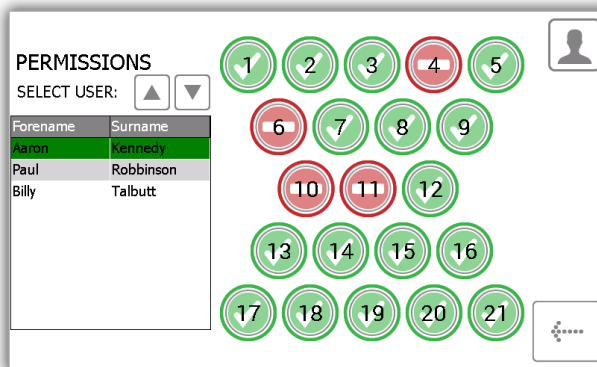 PERMISSIONS
SELECT USER:
Forename Surname
Aaron Kennedy
Paul Robbinson
Billy Talbutt
1 2 3 4 5
6 7 8 9
10 11 12
13 14 15 16
17 18 19 20 21